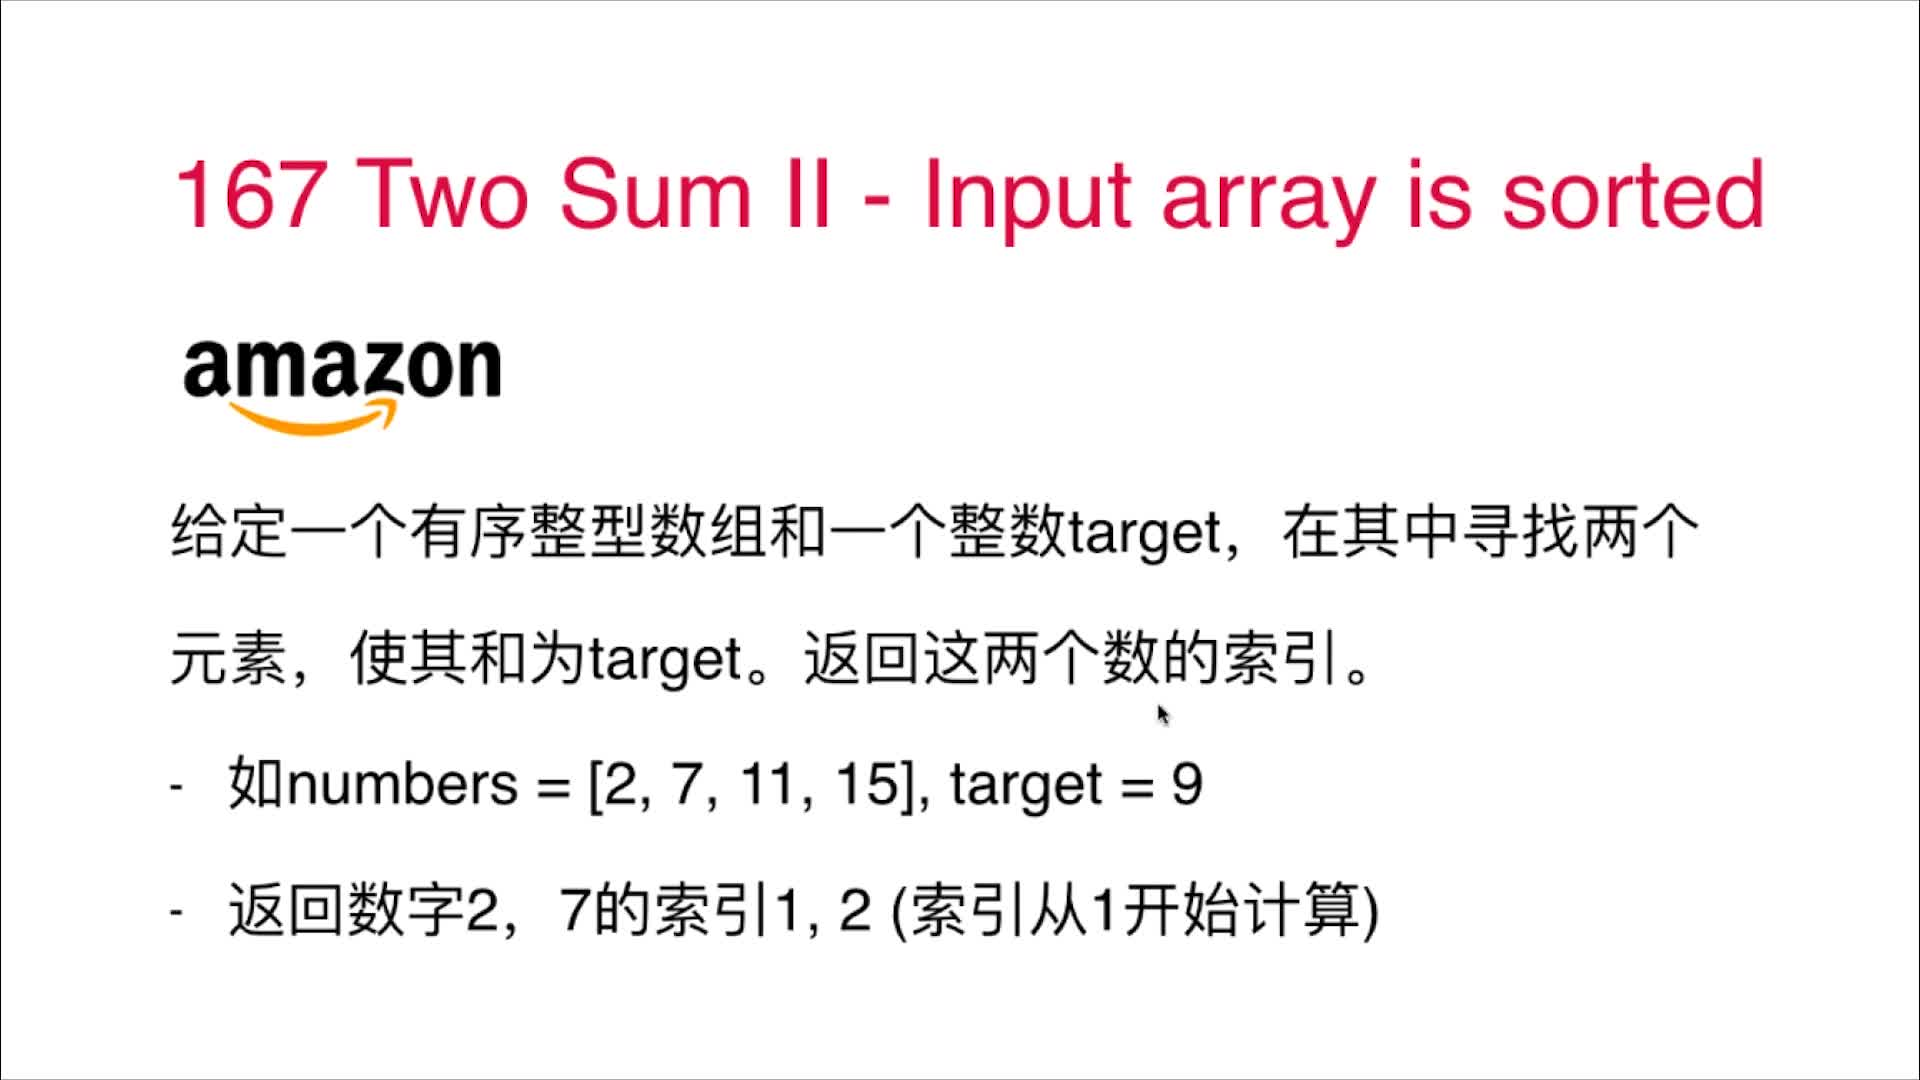 167 Two Sum II - Input array is sorted
amazon
给定一个有序整型数组和一个整数target，在其中寻找两个
元素，使其和为target。返回这两个数的索引。
- 如numbers = [2, 7, 11, 15], target = 9
- 返回数字2，7的索引1, 2 (索引从1开始计算)